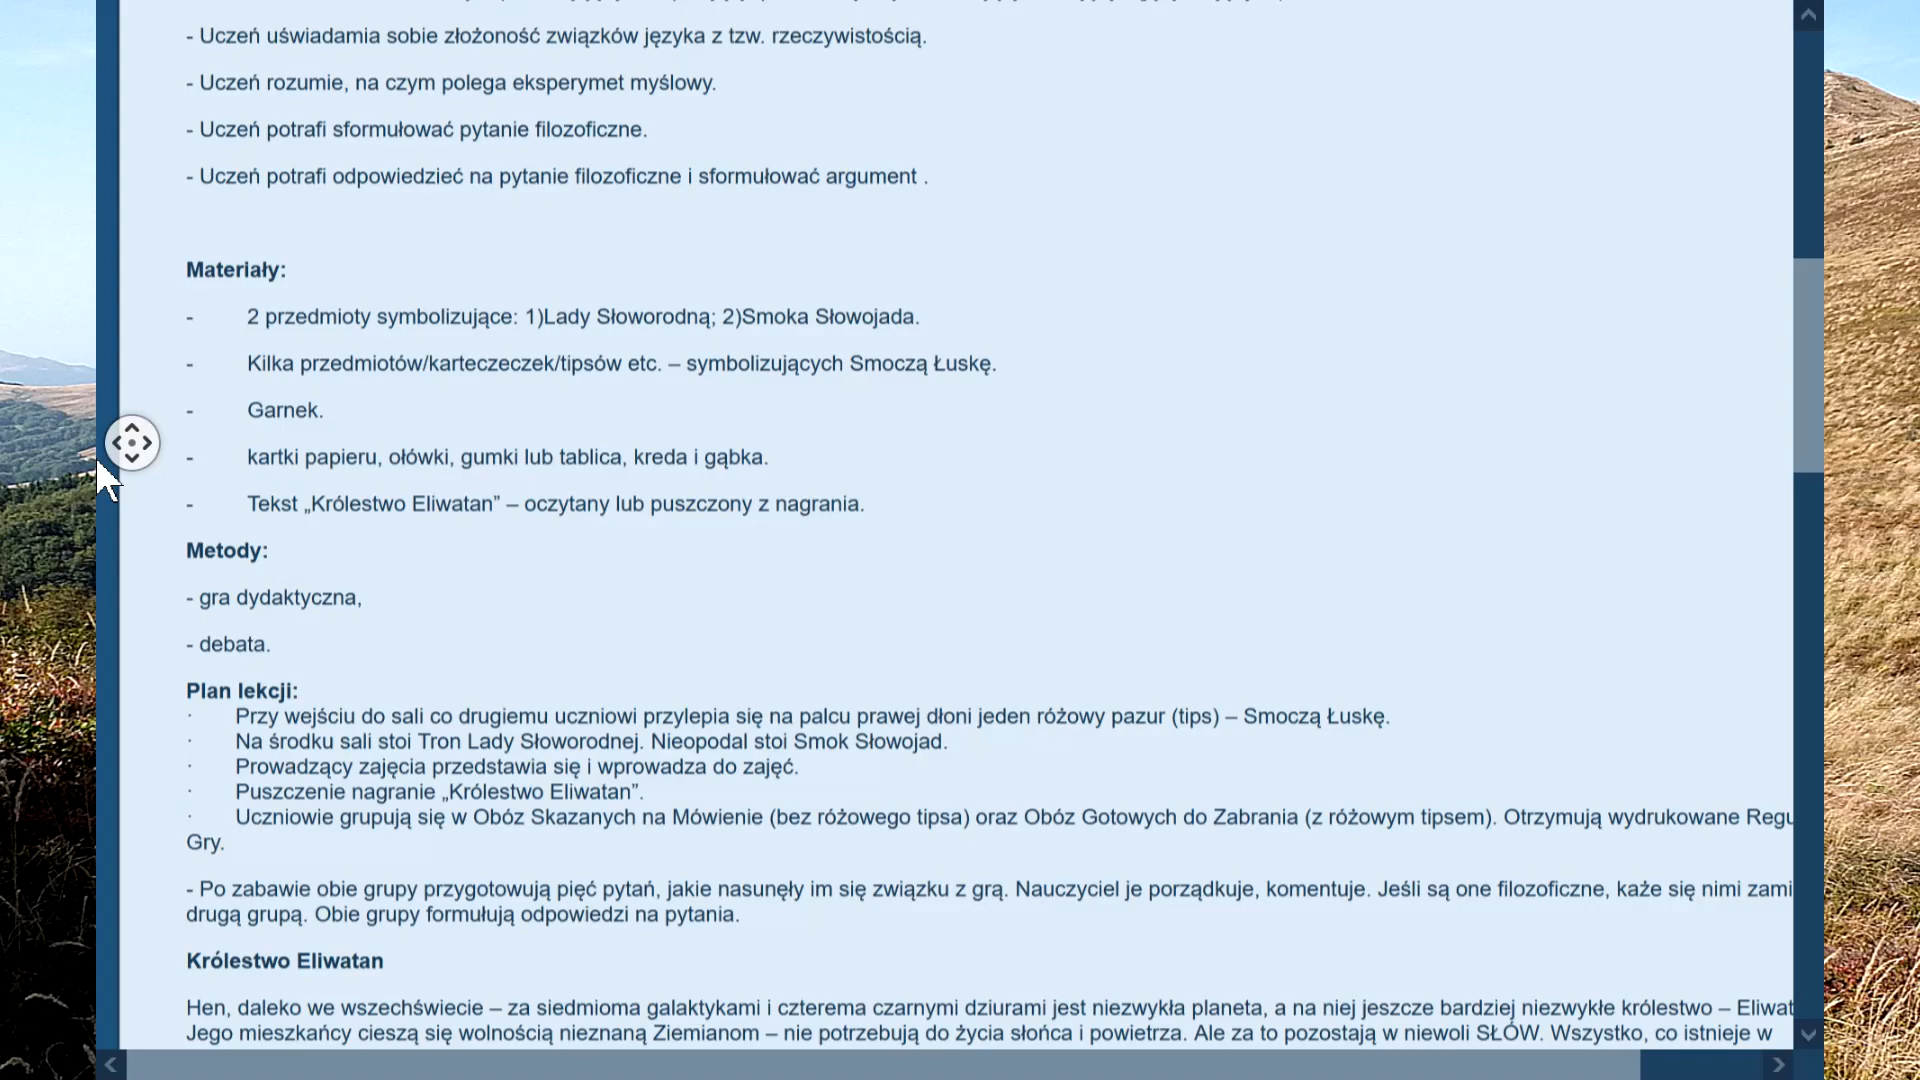 - Uczeń uświadamia sobie złożoność związków języka z tzw. rzeczywistością.
- Uczeń rozumie, na czym polega eksperymet myślowy.
- Uczeń potrafi sformułować pytanie filozoficzne.
- Uczeń potrafi odpowiedzieć na pytanie filozoficzne i sformułować argument .
Materiały:
- 2 przedmioty symbolizujące: 1)Lady Słoworodną; 2)Smoka Słowojada.
- Kilka przedmiotów/karteczeczek/tipsów etc. – symbolizujących Smoczą Łuskę.
- Garnek.
- kartki papieru, ołówki, gumki lub tablica, kreda i gąbka.
- Tekst „Królestwo Eliwatan” – oczytany lub puszczony z nagrania.
Metody:
- gra dydaktyczna,
- debata.
Plan lekcji:
· Przy wejściu do sali co drugiemu uczniowi przylepia się na palcu prawej dłoni jeden różowy pazur (tips) – Smoczą Łuskę.
· Na środku sali stoi Tron Lady Słoworodnej. Nieopodal stoi Smok Słowojad.
· Prowadzący zajęcia przedstawia się i wprowadza do zajęć.
· Puszczenie nagranie „Królestwo Eliwatan”.
· Uczniowie grupują się w Obóz Skazanych na Mówienie (bez różowego tipsa) oraz Obóz Gotowych do Zabrania (z różowym tipsem). Otrzymują wydrukowane Regu
Gry.
- Po zabawie obie grupy przygotowują pięć pytań, jakie nasunęły im się związku z grą. Nauczyciel je porządkuje, komentuje. Jeśli są one filozoficzne, każe się nimi zami
drugą grupą. Obie grupy formułują odpowiedzi na pytania.
Królestwo Eliwatan
Hen, daleko we wszechświecie – za siedmioma galaktykami i czterema czarnymi dziurami jest niezwykła planeta, a na niej jeszcze bardziej niezwykłe królestwo – Eliwat
Jego mieszkańcy cieszą się wolnością nieznaną Ziemianom – nie potrzebują do życia słońca i powietrza. Ale za to pozostają w niewoli SŁÓW. Wszystko, co istnieje w